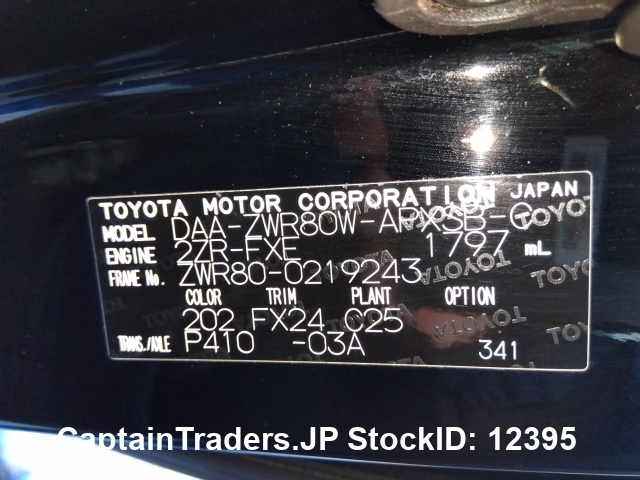 TOYOTA MOTOR CORPORATION JAPAN
MODEL DAA-ZWR80W-APXSB-C
ENGINE 2ZR-FXE 1797 mL
FRAME No. ZWR80-0219243
COLOR TRIM PLANT OPTION
202 FX24 C25
TRANS./AXLE P410 -03A 341
CaptainTraders.JP StockID: 12395